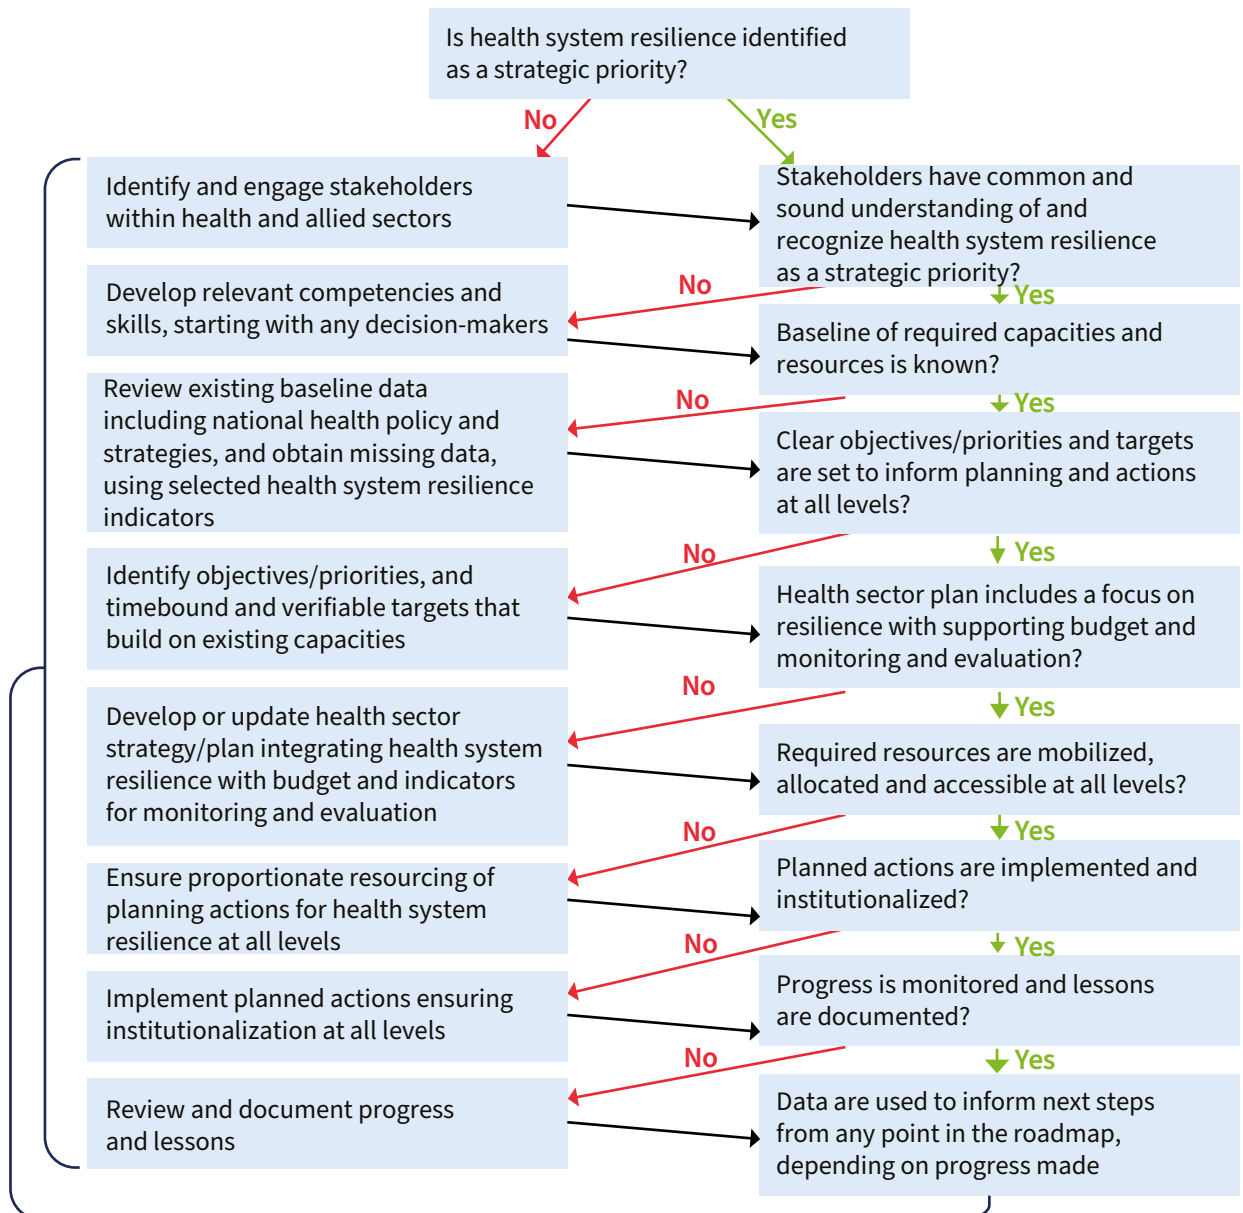 Is health system resilience identified
as a strategic priority?
No
Yes
Identify and engage stakeholders
within health and allied sectors
Stakeholders have common and
sound understanding of and
recognize health system resilience
as a strategic priority?
No
Yes
Develop relevant competencies and
skills, starting with any decision-makers
Baseline of required capacities and
resources is known?
No
Yes
Review existing baseline data
including national health policy and
strategies, and obtain missing data,
using selected health system resilience
indicators
Clear objectives/priorities and targets
are set to inform planning and actions
at all levels?
No
Yes
Identify objectives/priorities, and
timebound and verifiable targets that
build on existing capacities
Health sector plan includes a focus on
resilience with supporting budget and
monitoring and evaluation?
No
Yes
Develop or update health sector
strategy/plan integrating health system
resilience with budget and indicators
for monitoring and evaluation
Required resources are mobilized,
allocated and accessible at all levels?
No
Yes
Ensure proportionate resourcing of
planning actions for health system
resilience at all levels
Planned actions are implemented and
institutionalized?
No
Yes
Implement planned actions ensuring
institutionalization at all levels
Progress is monitored and lessons
are documented?
No
Yes
Review and document progress
and lessons
Data are used to inform next steps
from any point in the roadmap,
depending on progress made